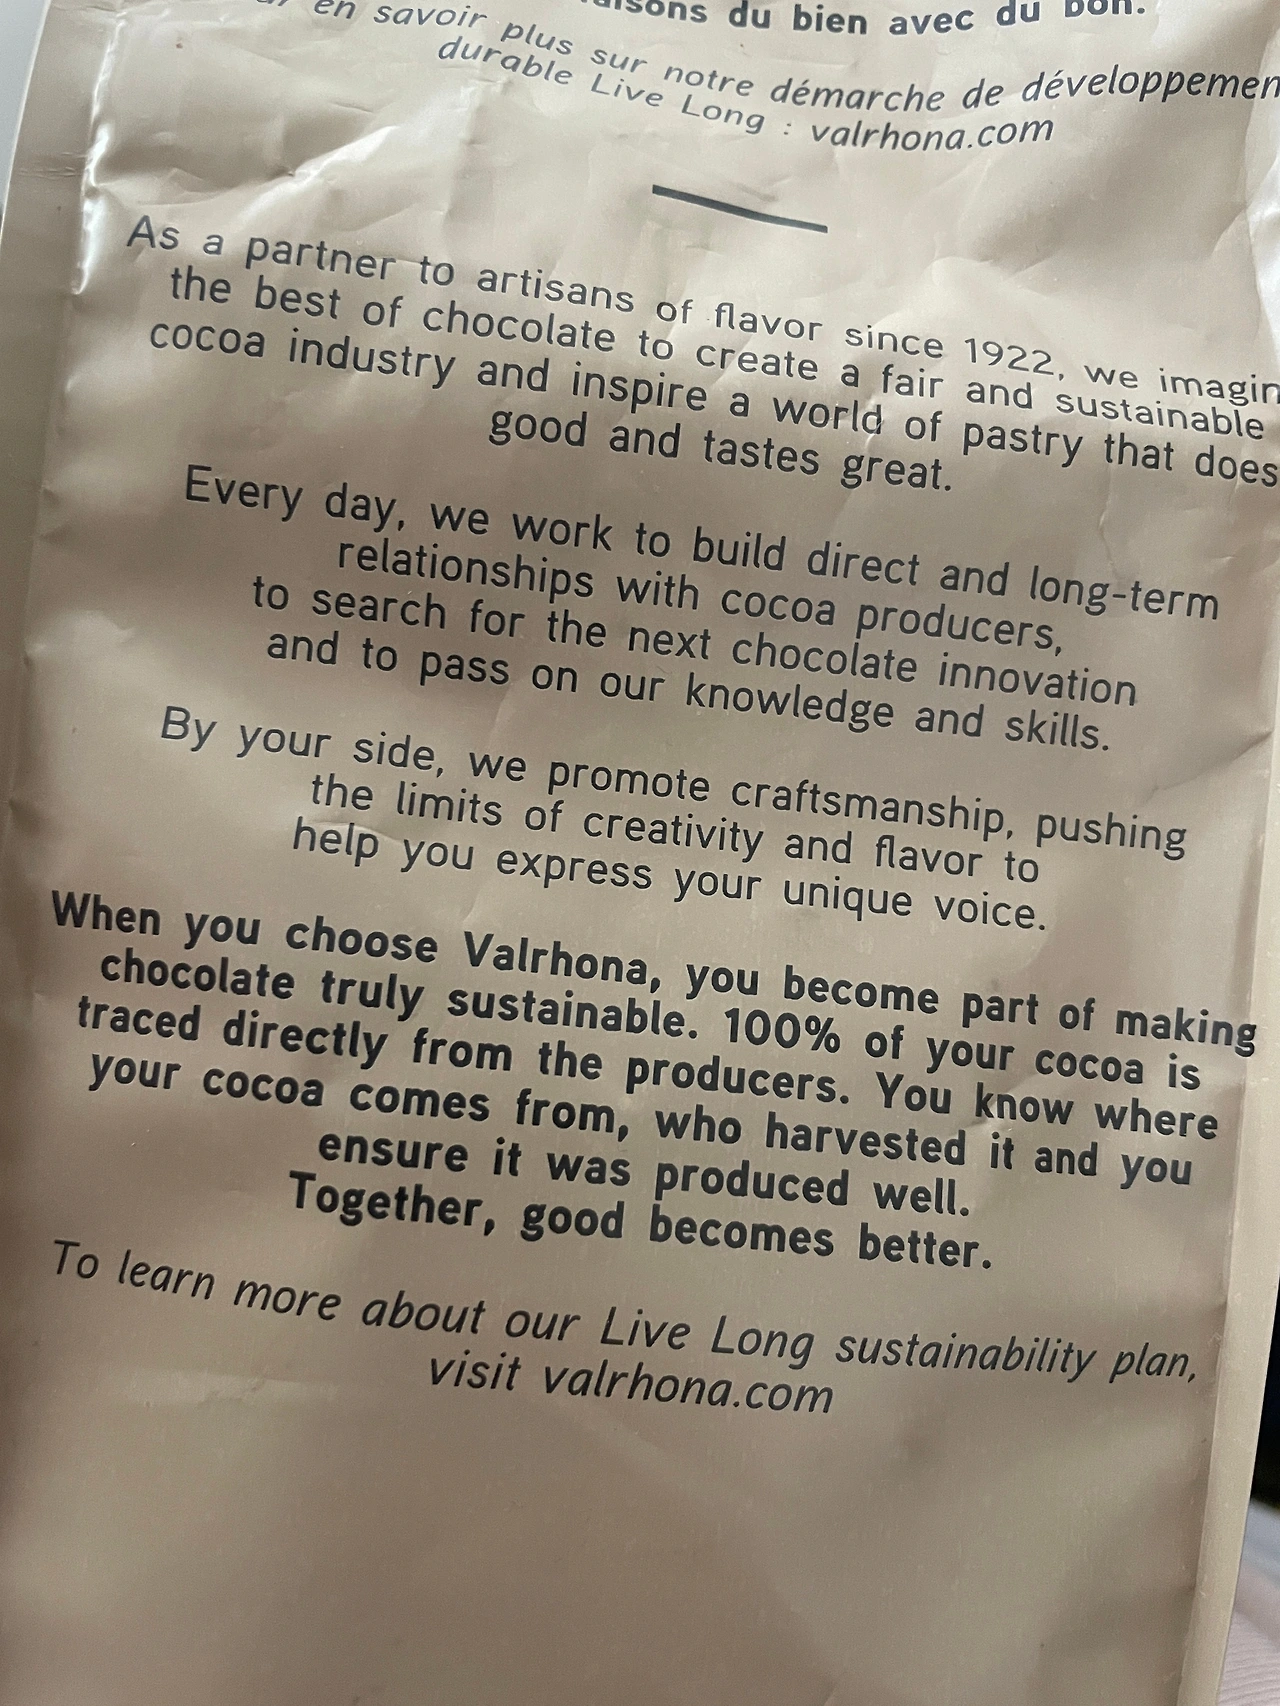 du bien avec du bon.
en savoir plus sur notre démarche de développemen
durable Live Long : valrhona.com
As a partner to artisans of flavor since 1922, we imagin
the best of chocolate to create a fair and sustainable
cocoa industry and inspire a world of pastry that does
good and tastes great.
Every day, we work to build direct and long-term
relationships with cocoa producers,
to search for the next chocolate innovation
and to pass on our knowledge and skills.
By your side, we promote craftsmanship, pushing
the limits of creativity and flavor to
help you express your unique voice.
When you choose Valrhona, you become part of making
chocolate truly sustainable. 100% of your cocoa is
traced directly from the producers. You know where
your cocoa comes from, who harvested it and you
ensure it was produced well.
Together, good becomes better.
To learn more about our Live Long sustainability plan,
visit valrhona.com